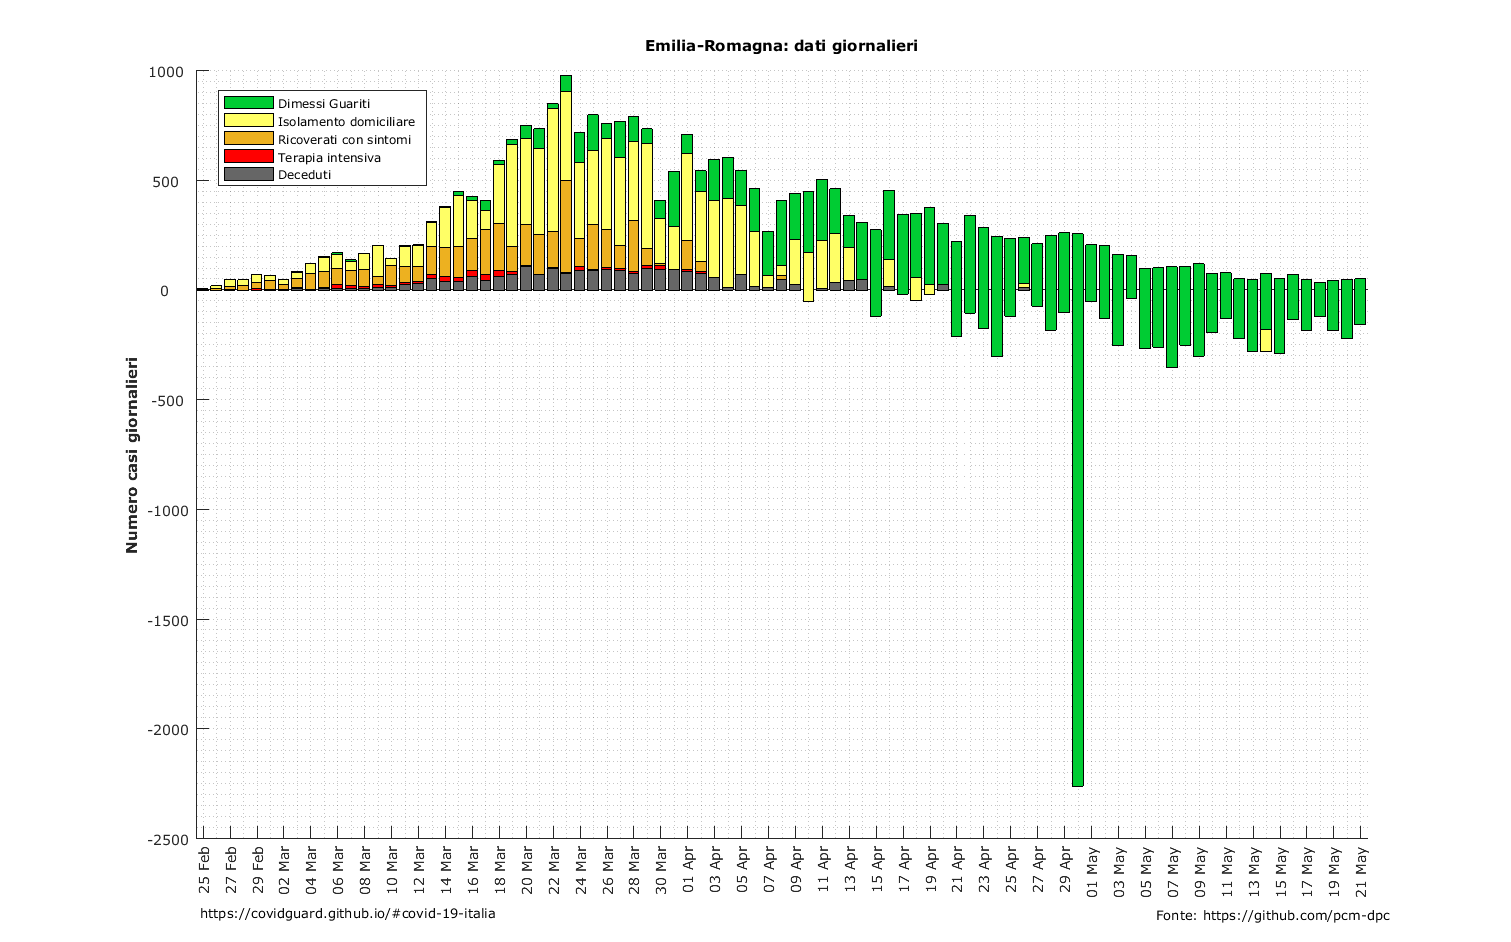 Emilia-Romagna: dati giornalieri
1000
500
0
-500
-1000
-1500
-2000
-2500
Numero casi giornalieri
Dimessi Guariti
Isolamento domiciliare
Ricoverati con sintomi
Terapia intensiva
Deceduti
25 Feb
27 Feb
29 Feb
02 Mar
04 Mar
06 Mar
08 Mar
10 Mar
12 Mar
14 Mar
16 Mar
18 Mar
20 Mar
22 Mar
24 Mar
26 Mar
28 Mar
30 Mar
01 Apr
03 Apr
05 Apr
07 Apr
09 Apr
11 Apr
13 Apr
15 Apr
17 Apr
19 Apr
21 Apr
23 Apr
25 Apr
27 Apr
29 Apr
01 May
03 May
05 May
07 May
09 May
11 May
13 May
15 May
17 May
19 May
21 May
https://covidguard.github.io/#covid-19-italia
Fonte: https://github.com/pcm-dpc